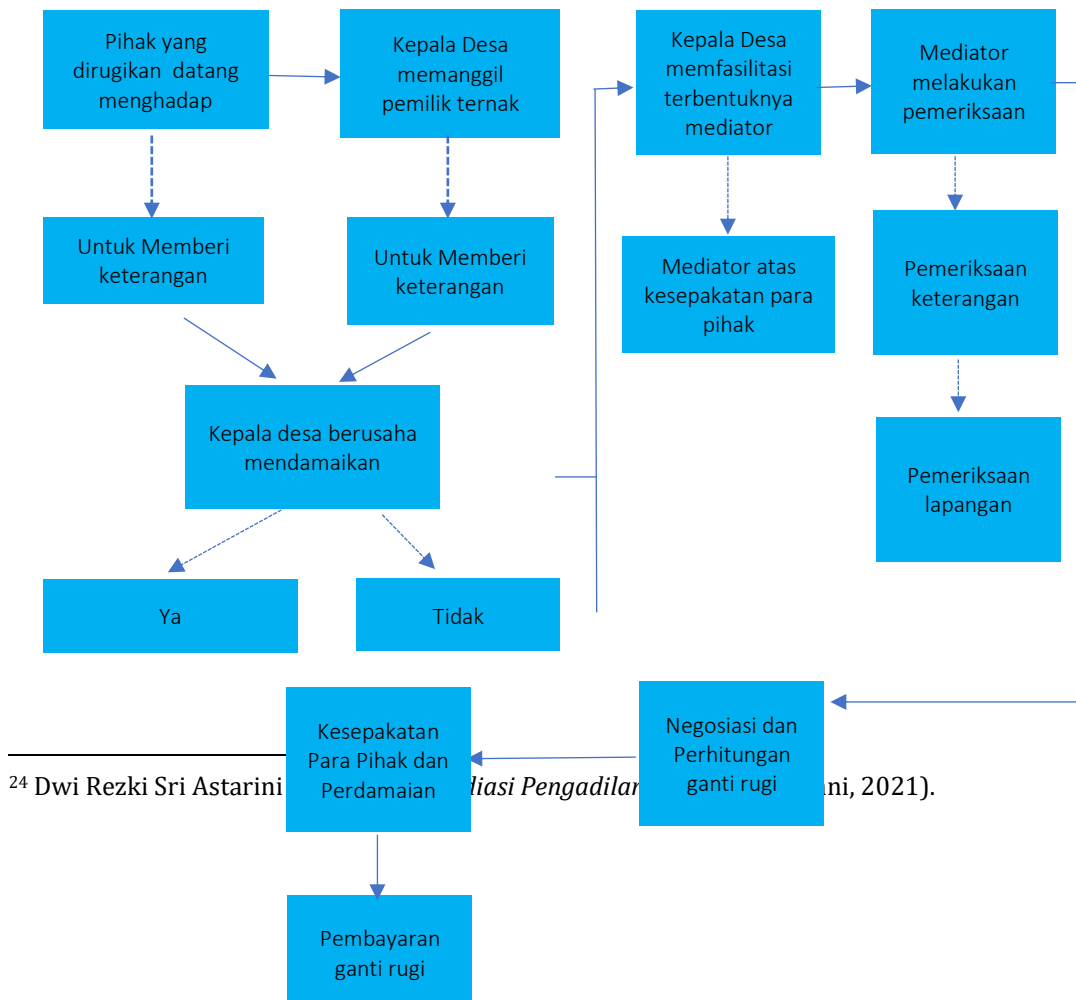 Pihak yang
dirugikan datang
menghadap
Kepala Desa
memanggil
pemilik ternak
Kepala Desa
memfasilitasi
terbentuknya
mediator
Mediator
melakukan
pemeriksaan
Untuk Memberi
keterangan
Untuk Memberi
keterangan
Mediator atas
kesepakatan para
pihak
Pemeriksaan
keterangan
Kepala desa berusaha
mendamaikan
Pemeriksaan
lapangan
Ya
Tidak
Kesepakatan
Para Pihak dan
Perdamaian
Negosiasi dan
Perhitungan
ganti rugi
24 Dwi Rezki Sri Astarini Pengadilan 2021).
Pembayaran
ganti rugi